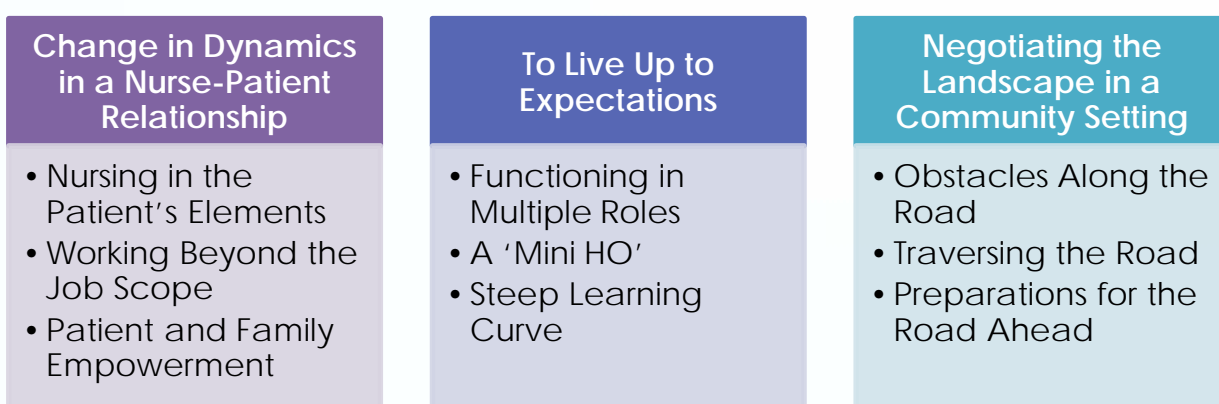 Change in Dynamics
in a Nurse-Patient
Relationship
• Nursing in the
Patient's Elements
• Working Beyond the
Job Scope
• Patient and Family
Empowerment
To Live Up to
Expectations
• Functioning in
Multiple Roles
• A 'Mini HO'
• Steep Learning
Curve
Negotiating the
Landscape in a
Community Setting
• Obstacles Along the
Road
• Traversing the Road
• Preparations for the
Road Ahead